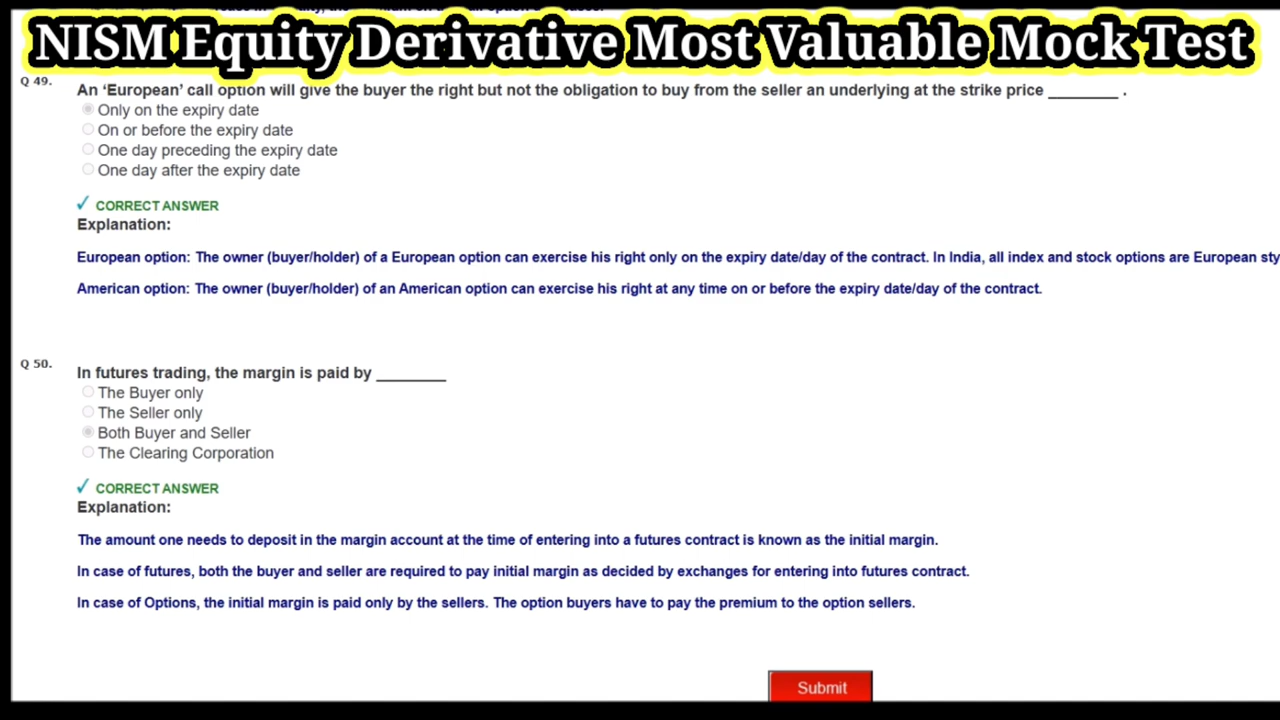 NISM Equity Derivative Most Valuable Mock Test
Q 49.
An ‘European’ call option will give the buyer the right but not the obligation to buy from the seller an underlying at the strike price ________ .
Only on the expiry date
On or before the expiry date
One day preceding the expiry date
One day after the expiry date
✓ CORRECT ANSWER
Explanation:
European option: The owner (buyer/holder) of a European option can exercise his right only on the expiry date/day of the contract. In India, all index and stock options are European sty
American option: The owner (buyer/holder) of an American option can exercise his right at any time on or before the expiry date/day of the contract.
Q 50.
In futures trading, the margin is paid by ________
The Buyer only
The Seller only
Both Buyer and Seller
The Clearing Corporation
✓ CORRECT ANSWER
Explanation:
The amount one needs to deposit in the margin account at the time of entering into a futures contract is known as the initial margin.
In case of futures, both the buyer and seller are required to pay initial margin as decided by exchanges for entering into futures contract.
In case of Options, the initial margin is paid only by the sellers. The option buyers have to pay the premium to the option sellers.
Submit